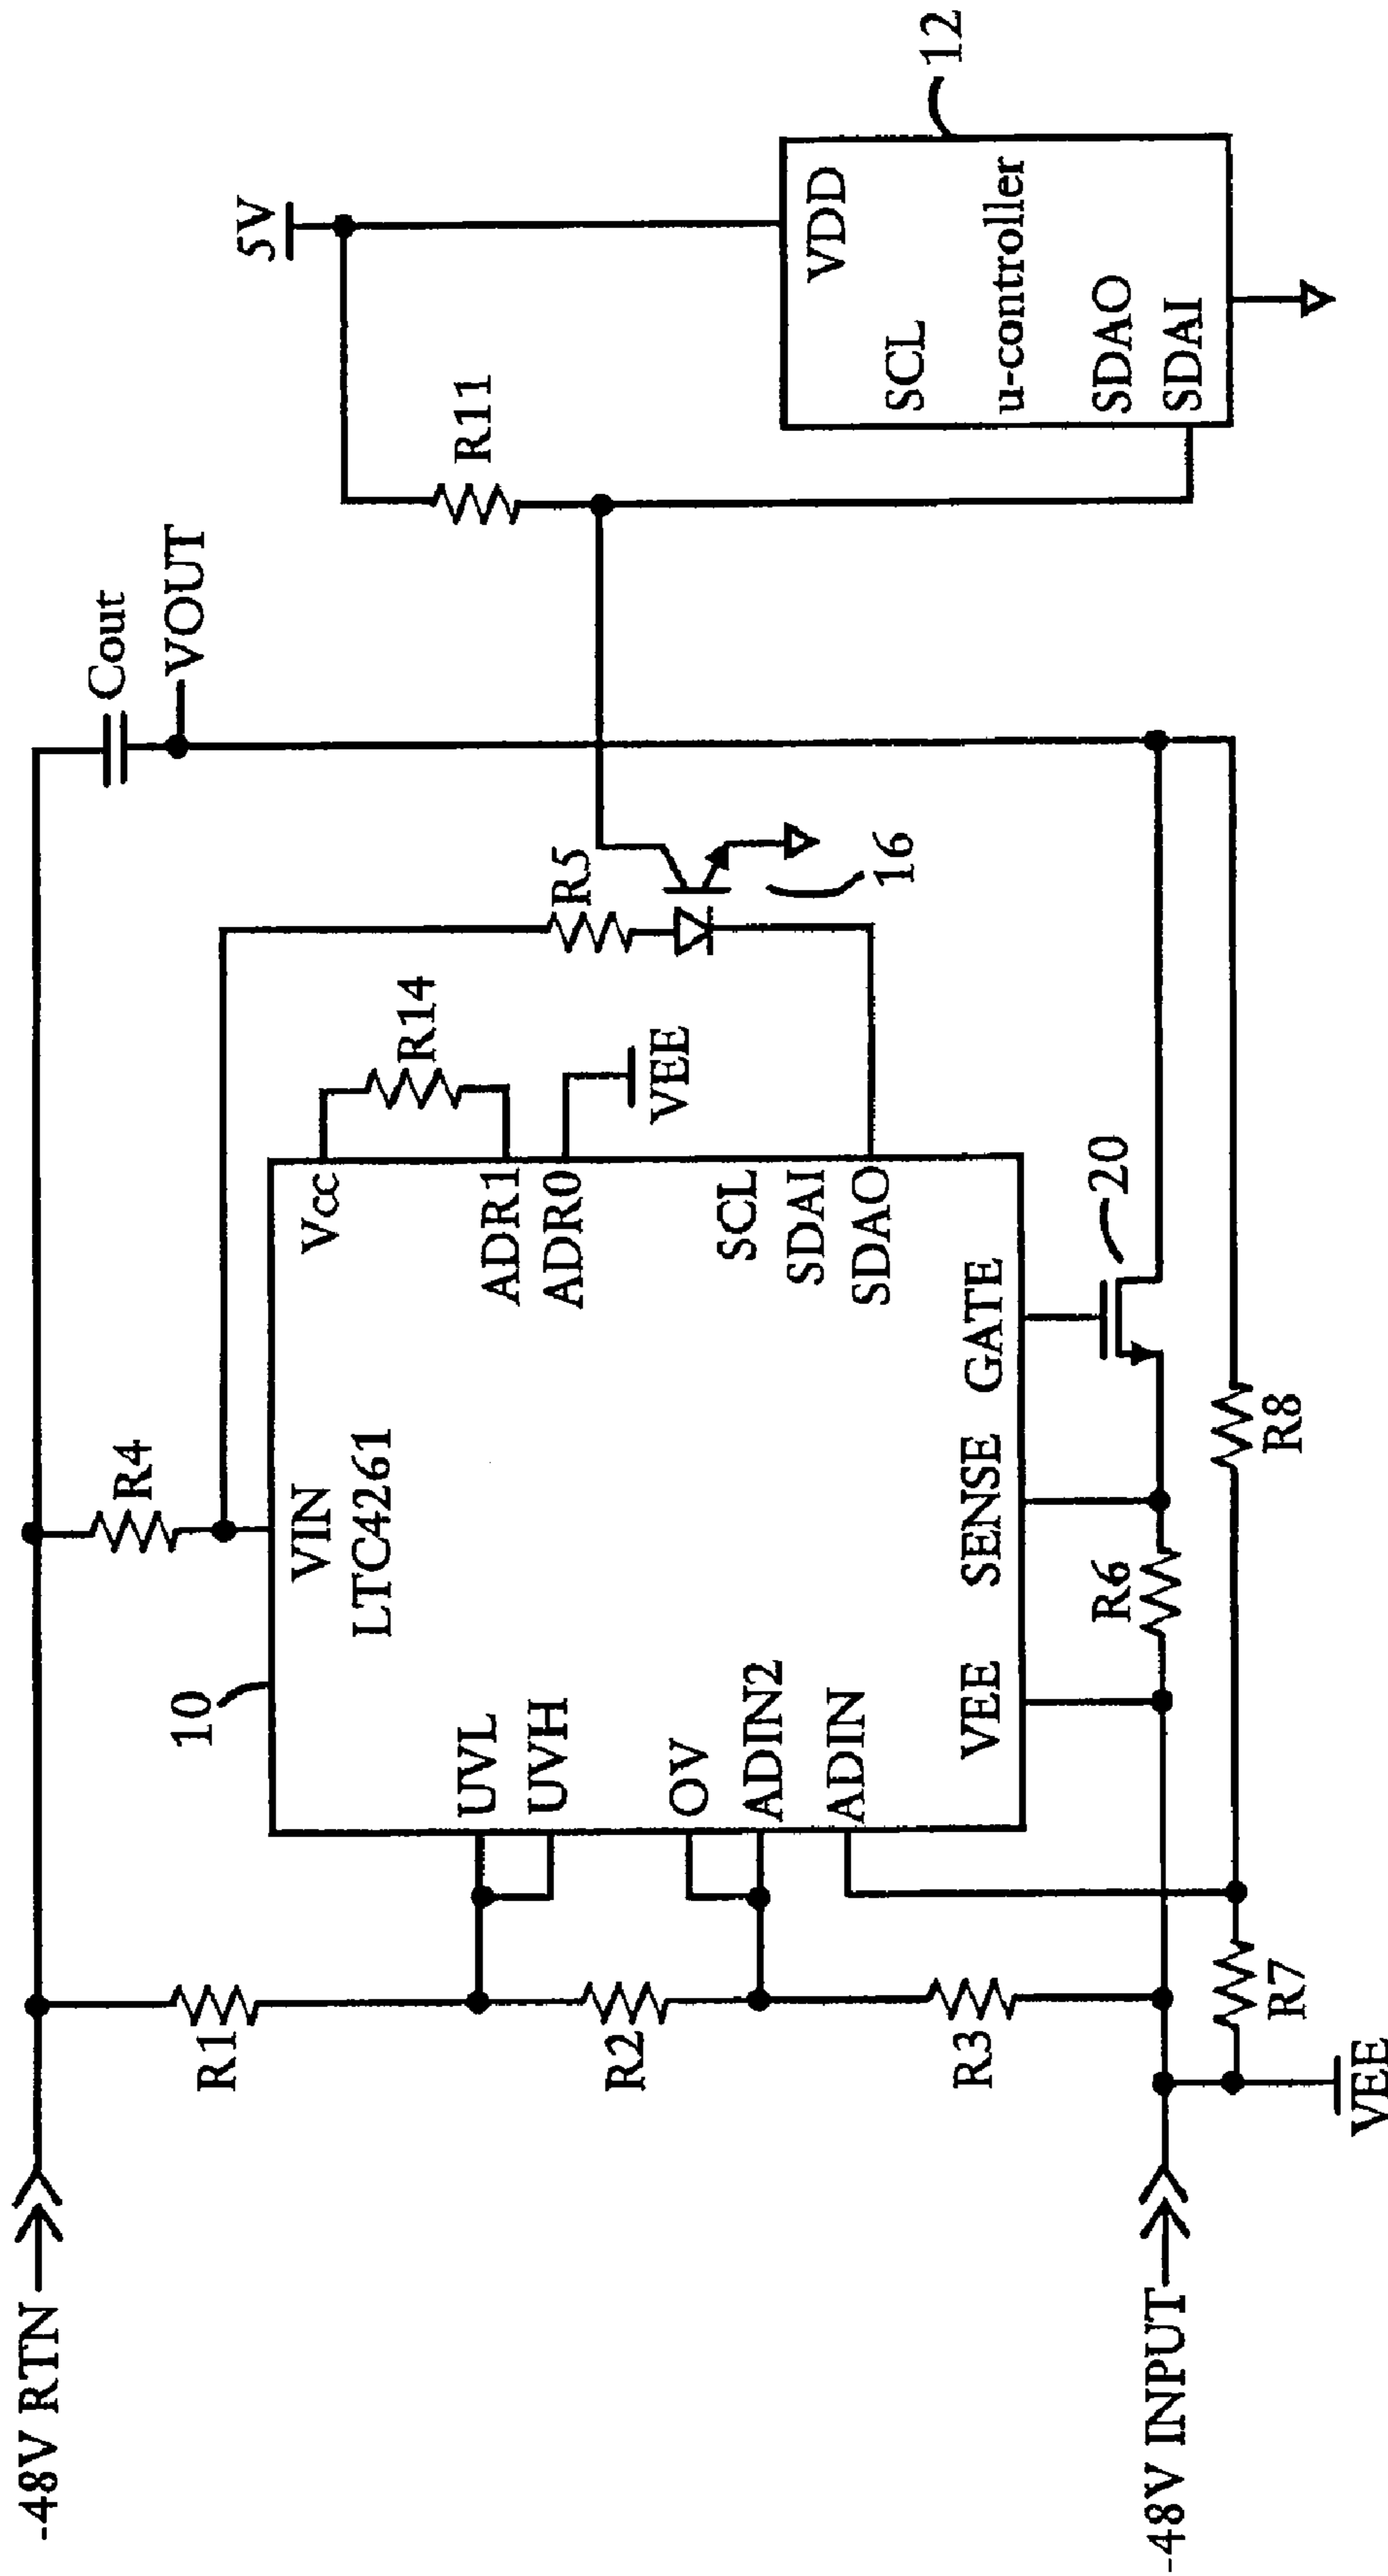 -48V RTN
R1
R2
R3
-48V INPUT
VEE
R7
10
UVL
UVH
OV
ADIN2
ADIN
VEE
SENSE
GATE
VIN
LTC4261
Vcc
ADR1
ADR0
SCL
SDAI
SDAO
R4
R6
R8
20
R14
VEE
R5
16
Cout
VOUT
R11
5V
VDD
SCL
u-controller
SDAO
SDAI
12